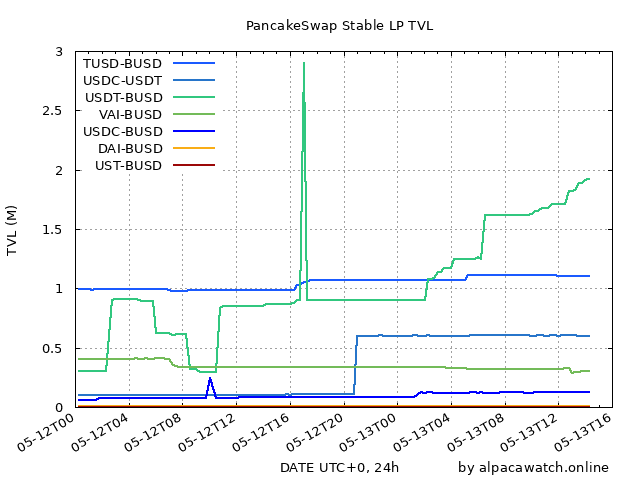 PancakeSwap Stable LP TVL
3
2.5
2
1.5
1
0.5
0
TVL (M)
TUSD-BUSD
USDC-USDT
USDT-BUSD
VAI-BUSD
USDC-BUSD
DAI-BUSD
UST-BUSD
05-12T00
05-12T04
05-12T08
05-12T12
05-12T16
05-12T20
05-13T00
05-13T04
05-13T08
05-13T12
05-13T16
DATE UTC+0, 24h
by alpacawatch.online